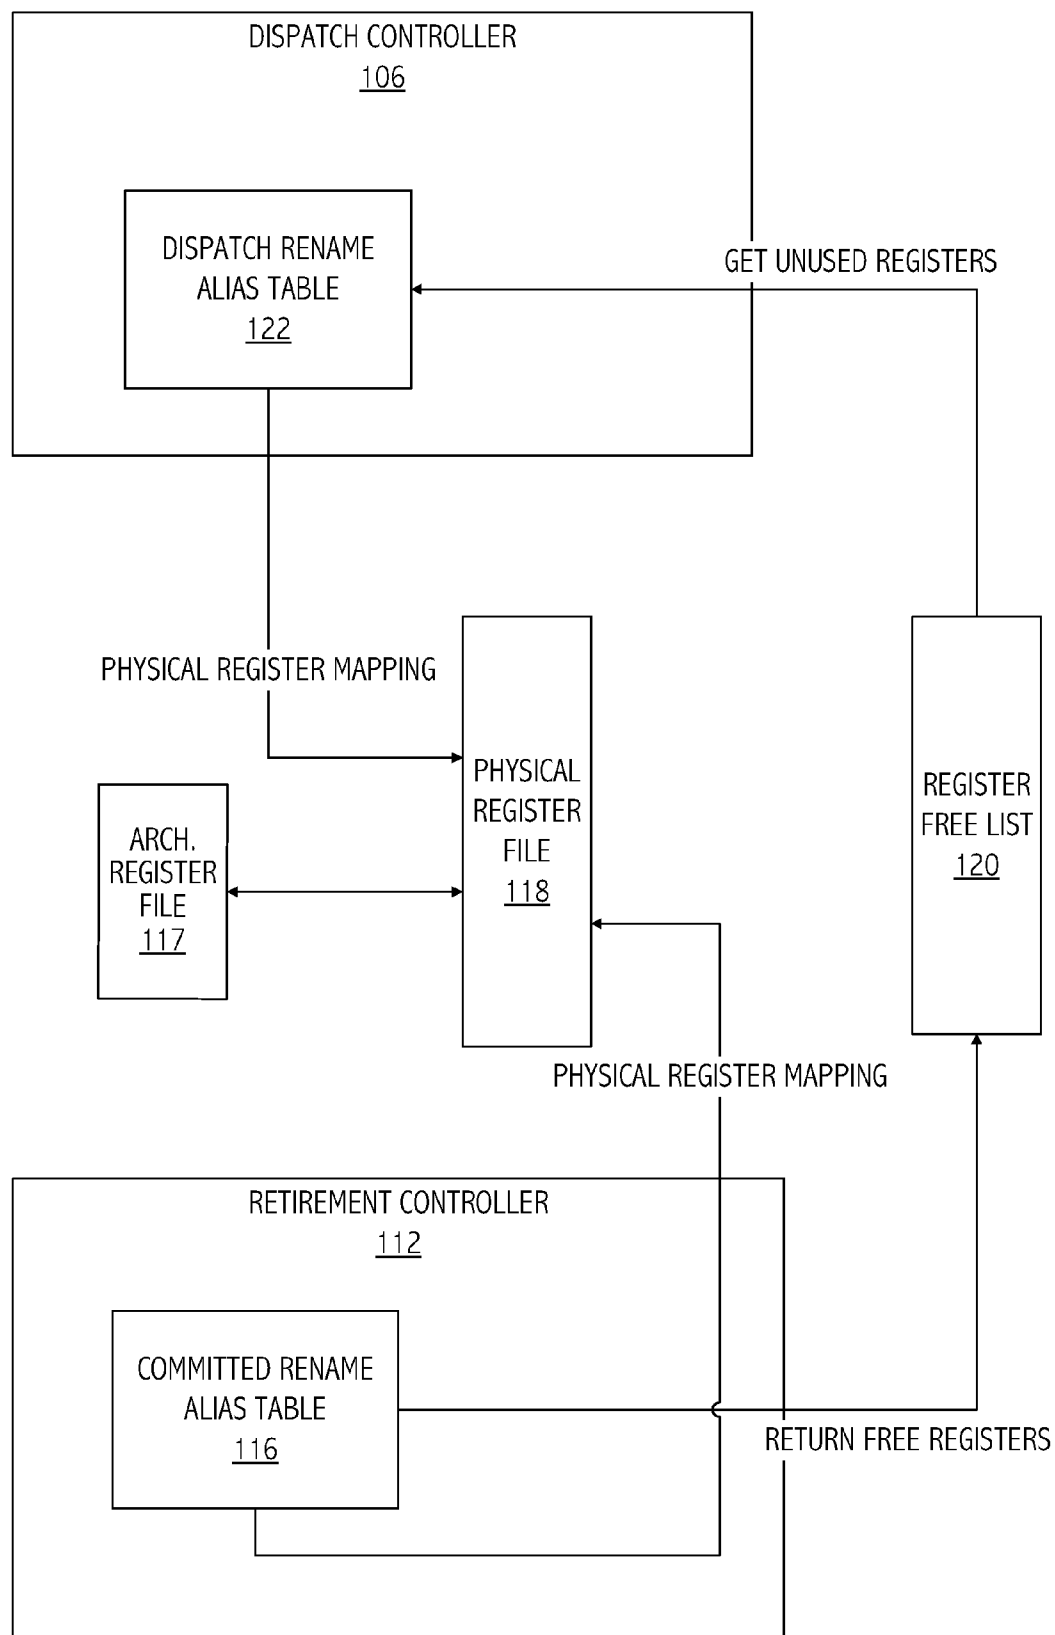 DISPATCH CONTROLLER
106
DISPATCH RENAME
ALIAS TABLE
122
GET UNUSED REGISTERS
PHYSICAL REGISTER MAPPING
PHYSICAL
REGISTER
FILE
118
REGISTER
FREE LIST
120
ARCH.
REGISTER
FILE
117
PHYSICAL REGISTER MAPPING
RETIREMENT CONTROLLER
112
COMMITTED RENAME
ALIAS TABLE
116
RETURN FREE REGISTERS